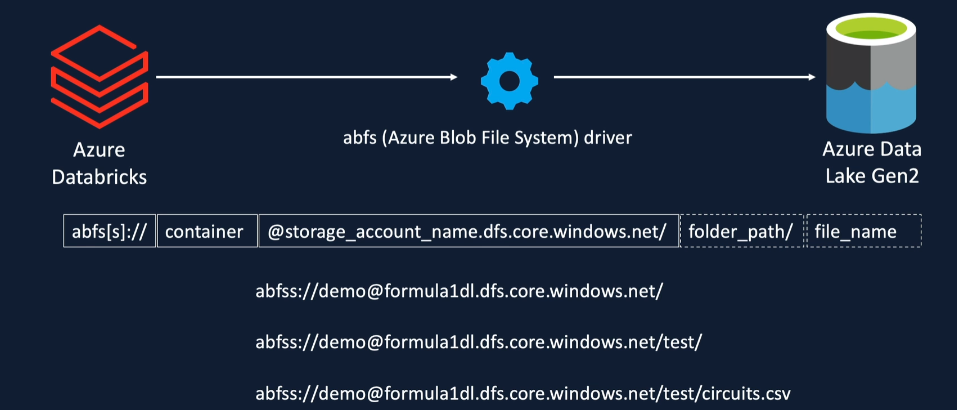 abfs (Azure Blob File System) driver
Azure
Databricks
Azure Data
Lake Gen2
abfs[s]:// container @storage_account_name.dfs.core.windows.net/ folder_path/ file_name
abfss://demo@formula1dl.dfs.core.windows.net/
abfss://demo@formula1dl.dfs.core.windows.net/test/
abfss://demo@formula1dl.dfs.core.windows.net/test/circuits.csv